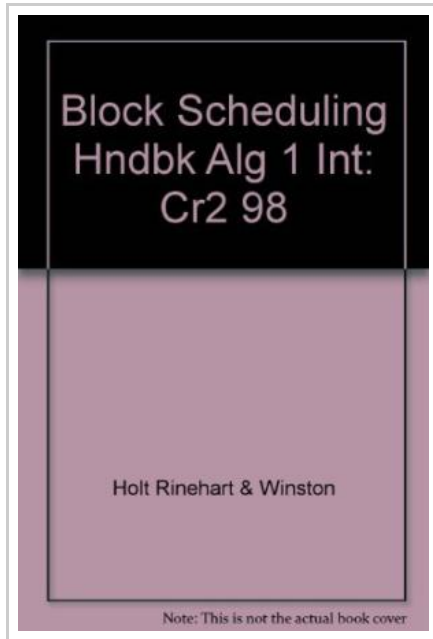 Block Scheduling
Hndbk Alg 1 Int:
Cr2 98
Holt Rinehart & Winston
Note: This is not the actual book cover